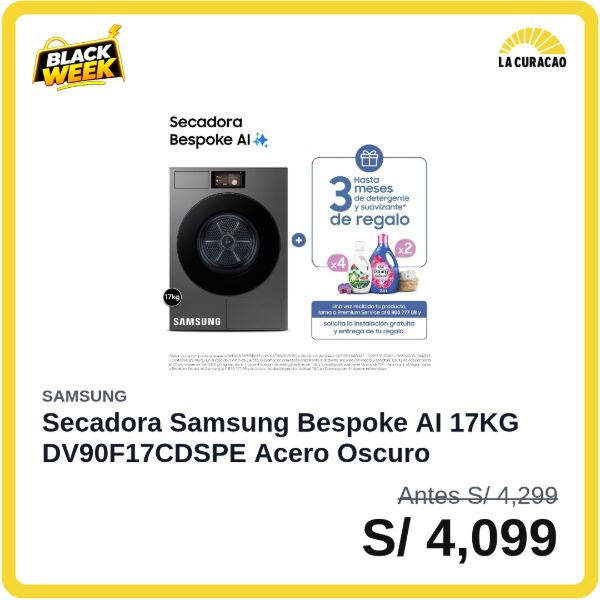 BLACK
WEEK
LA CURACAO
Secadora
Bespoke AI
Hasta
3 meses
de detergente
y suavizante*
de regalo
x4
x2
17kg
SAMSUNG
Una vez recibido tu producto,
llama a Premium Service al 0 800 777 08 y
solicita la instalación gratuita
y entrega de tu regalo.
SAMSUNG
Secadora Samsung Bespoke AI 17KG
DV90F17CDSPE Acero Oscuro
Antes S/ 4,299
S/ 4,099